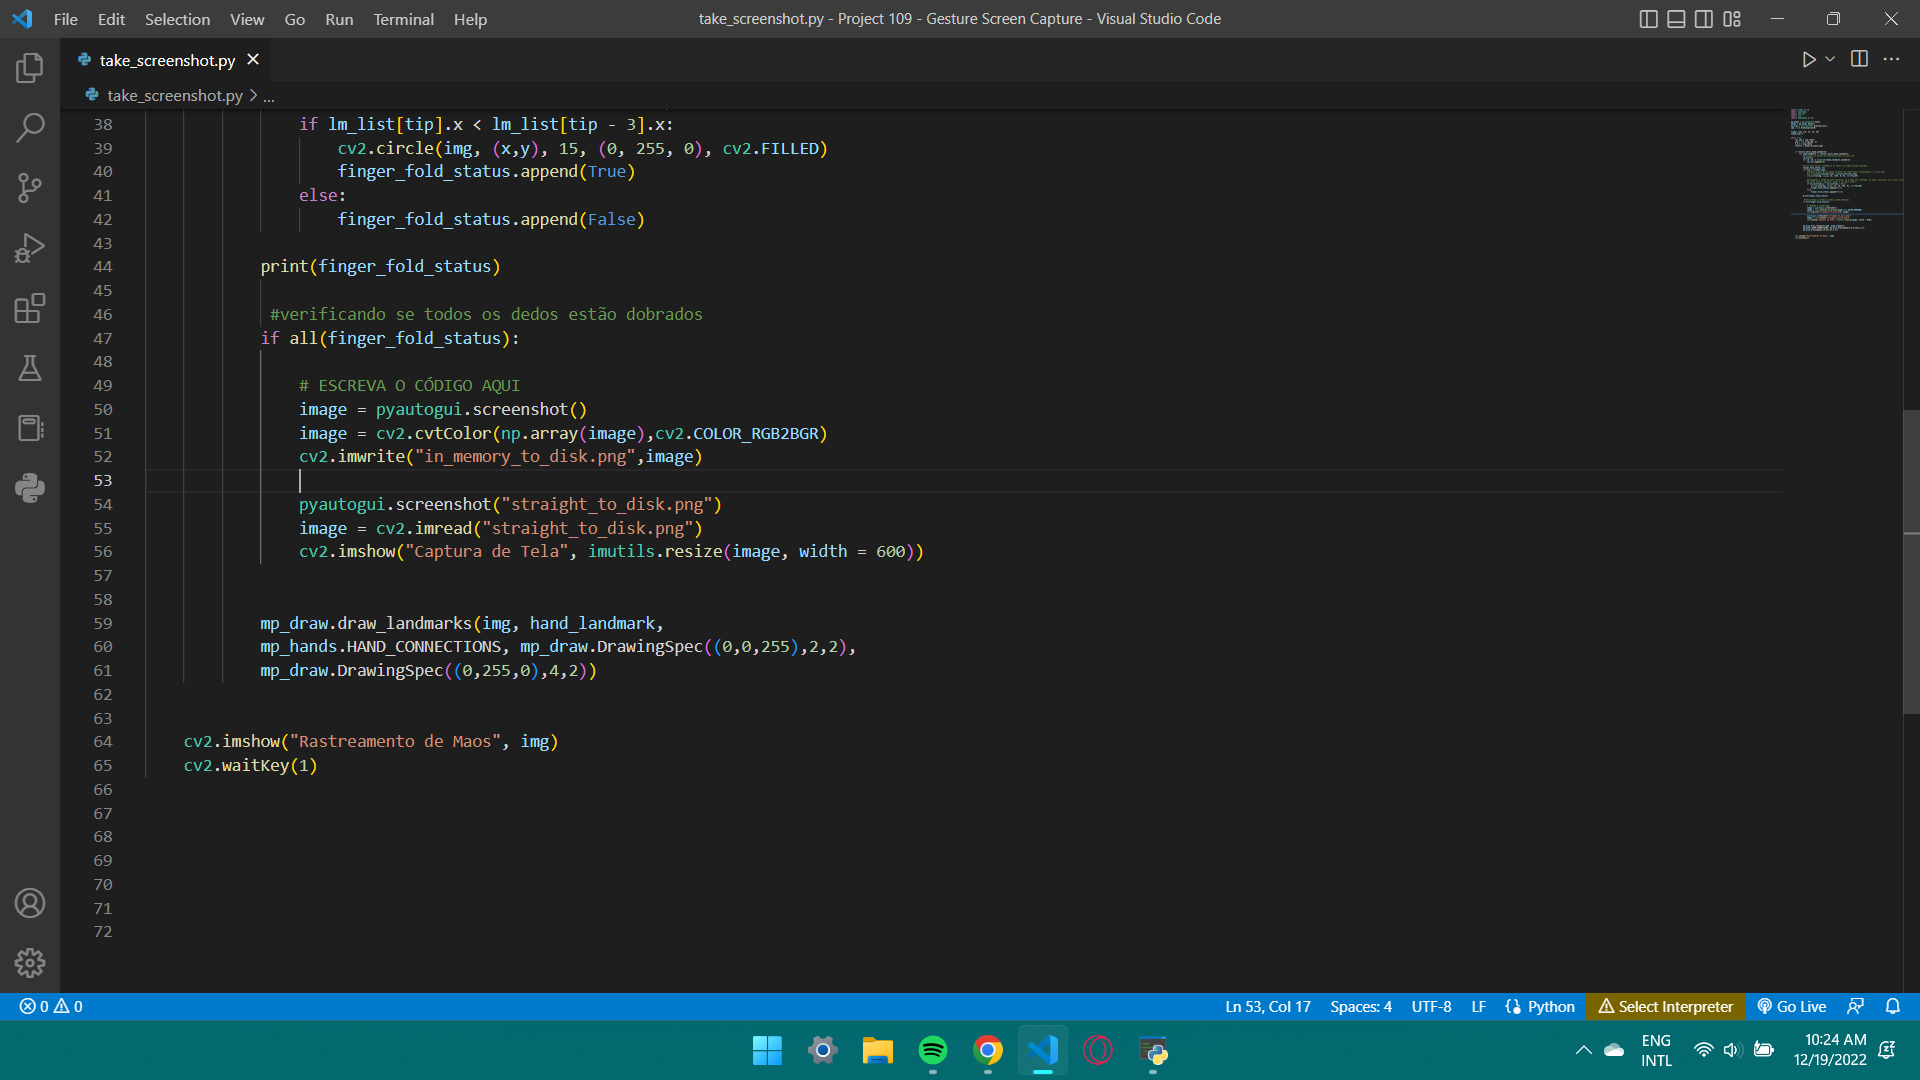 File Edit Selection View Go Run Terminal Help take_screenshot.py - Project 109 - Gesture Screen Capture - Visual Studio Code
take_screenshot.py
take_screenshot.py > ...
38 if lm_list[tip].x < lm_list[tip - 3].x:
39 cv2.circle(img, (x,y), 15, (0, 255, 0), cv2.FILLED)
40 finger_fold_status.append(True)
41 else:
42 finger_fold_status.append(False)
43
44 print(finger_fold_status)
45
46 #verificando se todos os dedos estão dobrados
47 if all(finger_fold_status):
48
49 # ESCREVA O CÓDIGO AQUI
50 image = pyautogui.screenshot()
51 image = cv2.cvtColor(np.array(image),cv2.COLOR_RGB2BGR)
52 cv2.imwrite("in_memory_to_disk.png",image)
53
54 pyautogui.screenshot("straight_to_disk.png")
55 image = cv2.imread("straight_to_disk.png")
56 cv2.imshow("Captura de Tela", imutils.resize(image, width = 600))
57
58
59 mp_draw.draw_landmarks(img, hand_landmark,
60 mp_hands.HAND_CONNECTIONS, mp_draw.DrawingSpec((0,0,255),2,2),
61 mp_draw.DrawingSpec((0,255,0),4,2))
62
63
64 cv2.imshow("Rastreamento de Maos", img)
65 cv2.waitKey(1)
66
67
68
69
70
71
72
0 0 Ln 53, Col 17 Spaces: 4 UTF-8 LF Python Select Interpreter Go Live
ENG
INTL
10:24 AM
12/19/2022